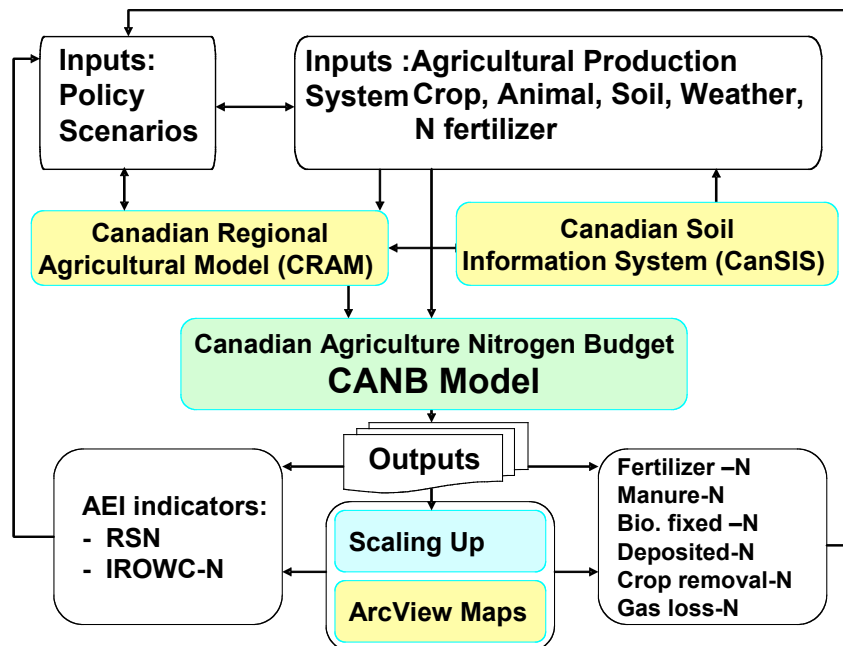 Inputs:
Policy
Scenarios
Inputs :Agricultural Production
System Crop, Animal, Soil, Weather,
N fertilizer
Canadian Regional
Agricultural Model (CRAM)
Canadian Soil
Information System (CanSIS)
Canadian Agriculture Nitrogen Budget
CANB Model
Outputs
AEI indicators:
- RSN
- IROWC-N
Scaling Up
ArcView Maps
Fertilizer –N
Manure-N
Bio. fixed –N
Deposited-N
Crop removal-N
Gas loss-N